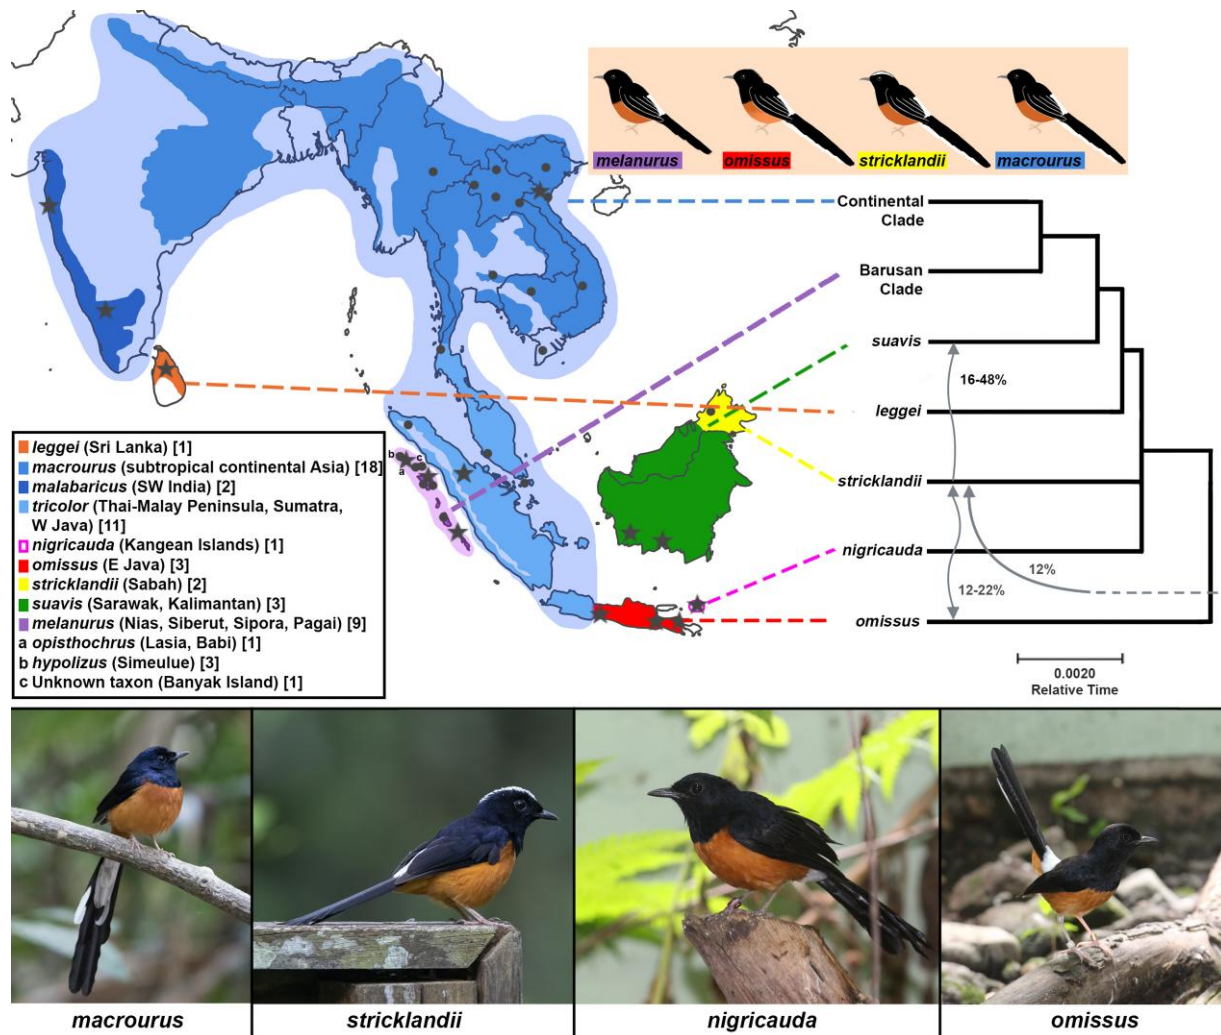 melanurus
omissus
stricklandii
macrourus
Continental
Clade
Barusan
Clade
suavis
16-48%
leggei
stricklandii
nigricauda
12%
12-22%
omissus
0.0020
Relative Time
b
c
a
leggei (Sri Lanka) [1]
macrourus (subtropical continental Asia) [18]
malabaricus (SW India) [2]
tricolor (Thai-Malay Peninsula, Sumatra,
W Java) [11]
nigricauda (Kangean Islands) [1]
omissus (E Java) [3]
stricklandii (Sabah) [2]
suavis (Sarawak, Kalimantan) [3]
melanurus (Nias, Siberut, Sipora, Pagai) [9]
a opisthochrus (Lasia, Babi) [1]
b hypolizus (Simeulue) [3]
c Unknown taxon (Banyak Island) [1]
macrourus
stricklandii
nigricauda
omissus